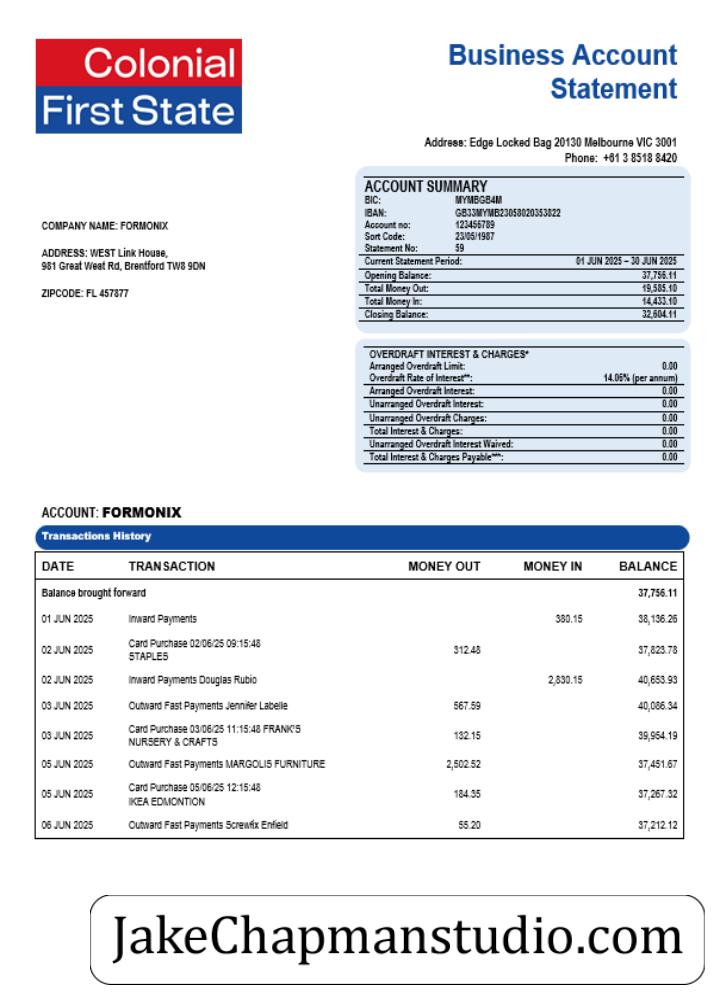 Colonial
First State
Business Account
Statement
Address: Edge Locked Bag 20130 Melbourne VIC 3001
Phone: +61 3 8518 8420
COMPANY NAME: FORMONIX
ADDRESS: WEST Link House,
981 Great West Rd, Brentford TW8 9DN
ZIPCODE: FL 457877
ACCOUNT SUMMARY
BIC: MYMBGB4M
IBAN: GB33MYMB23058020353822
Account no: 123456789
Sort Code: 23/05/1987
Statement No: 59
Current Statement Period: 01 JUN 2025 – 30 JUN 2025
Opening Balance: 37,756.11
Total Money Out: 19,585.10
Total Money In: 14,433.10
Closing Balance: 32,604.11
OVERDRAFT INTEREST & CHARGES*
Arranged Overdraft Limit: 0.00
Overdraft Rate of Interest**: 14.06% (per annum)
Arranged Overdraft Interest: 0.00
Unarranged Overdraft Interest: 0.00
Unarranged Overdraft Charges: 0.00
Total Interest & Charges: 0.00
Unarranged Overdraft Interest Waived: 0.00
Total Interest & Charges Payable***: 0.00
ACCOUNT: FORMONIX
Transactions History
DATE TRANSACTION MONEY OUT MONEY IN BALANCE
Balance brought forward 37,756.11
01 JUN 2025 Inward Payments 380.15 38,136.26
02 JUN 2025 Card Purchase 02/06/25 09:15:48 312.48 37,823.78
STAPLES
02 JUN 2025 Inward Payments Douglas Rubio 2,830.15 40,653.93
03 JUN 2025 Outward Fast Payments Jennifer Labelle 567.59 40,086.34
03 JUN 2025 Card Purchase 03/06/25 11:15:48 FRANK'S 132.15 39,954.19
NURSERY & CRAFTS
05 JUN 2025 Outward Fast Payments MARGOLIS FURNITURE 2,502.52 37,451.67
05 JUN 2025 Card Purchase 05/06/25 12:15:48 184.35 37,267.32
IKEA EDMONTION
06 JUN 2025 Outward Fast Payments Screwfix Enfield 55.20 37,212.12
JakeChapmanstudio.com